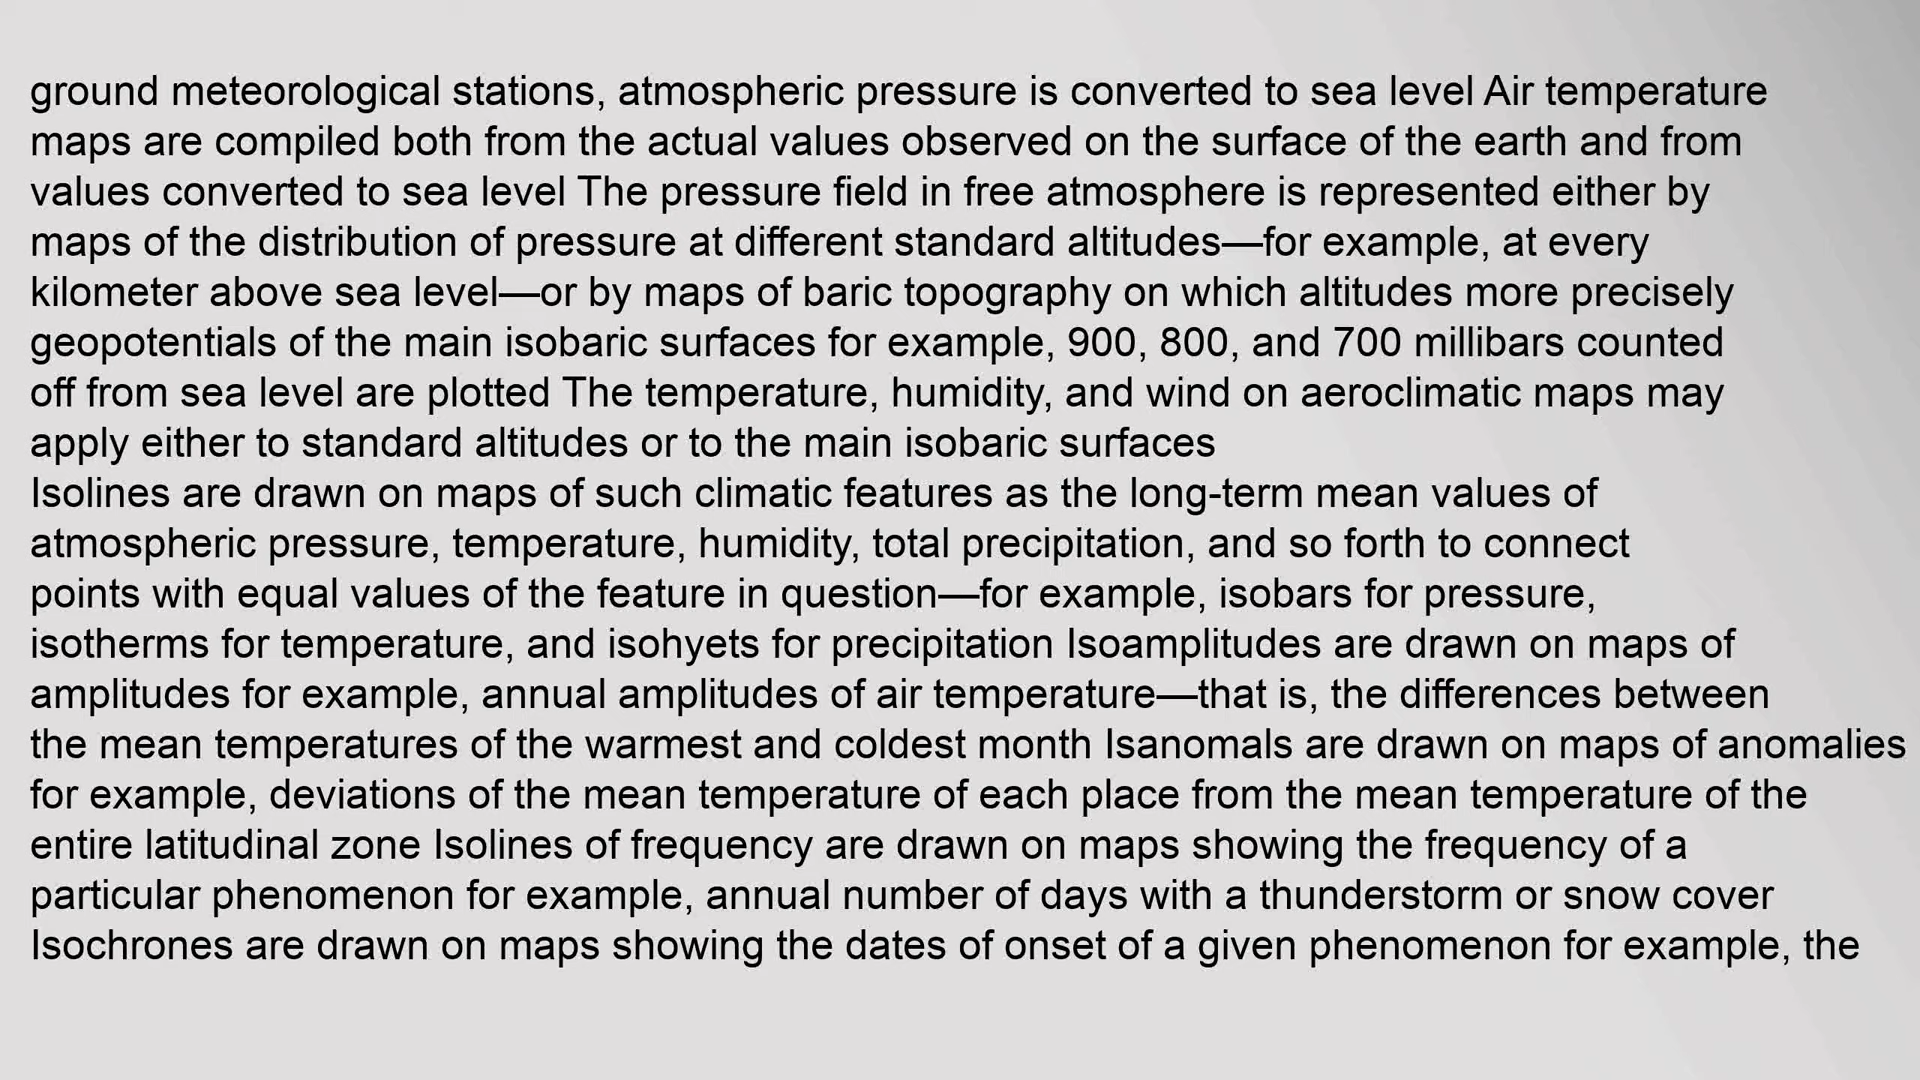 ground meteorological stations, atmospheric pressure is converted to sea level Air temperature
maps are compiled both from the actual values observed on the surface of the earth and from
values converted to sea level The pressure field in free atmosphere is represented either by
maps of the distribution of pressure at different standard altitudes—for example, at every
kilometer above sea level—or by maps of baric topography on which altitudes more precisely
geopotentials of the main isobaric surfaces for example, 900, 800, and 700 millibars counted
off from sea level are plotted The temperature, humidity, and wind on aeroclimatic maps may
apply either to standard altitudes or to the main isobaric surfaces
Isolines are drawn on maps of such climatic features as the long-term mean values of
atmospheric pressure, temperature, humidity, total precipitation, and so forth to connect
points with equal values of the feature in question—for example, isobars for pressure,
isotherms for temperature, and isohyets for precipitation Isoamplitudes are drawn on maps of
amplitudes for example, annual amplitudes of air temperature—that is, the differences between
the mean temperatures of the warmest and coldest month Isanomals are drawn on maps of anomalies
for example, deviations of the mean temperature of each place from the mean temperature of the
entire latitudinal zone Isolines of frequency are drawn on maps showing the frequency of a
particular phenomenon for example, annual number of days with a thunderstorm or snow cover
Isochrones are drawn on maps showing the dates of onset of a given phenomenon for example, the